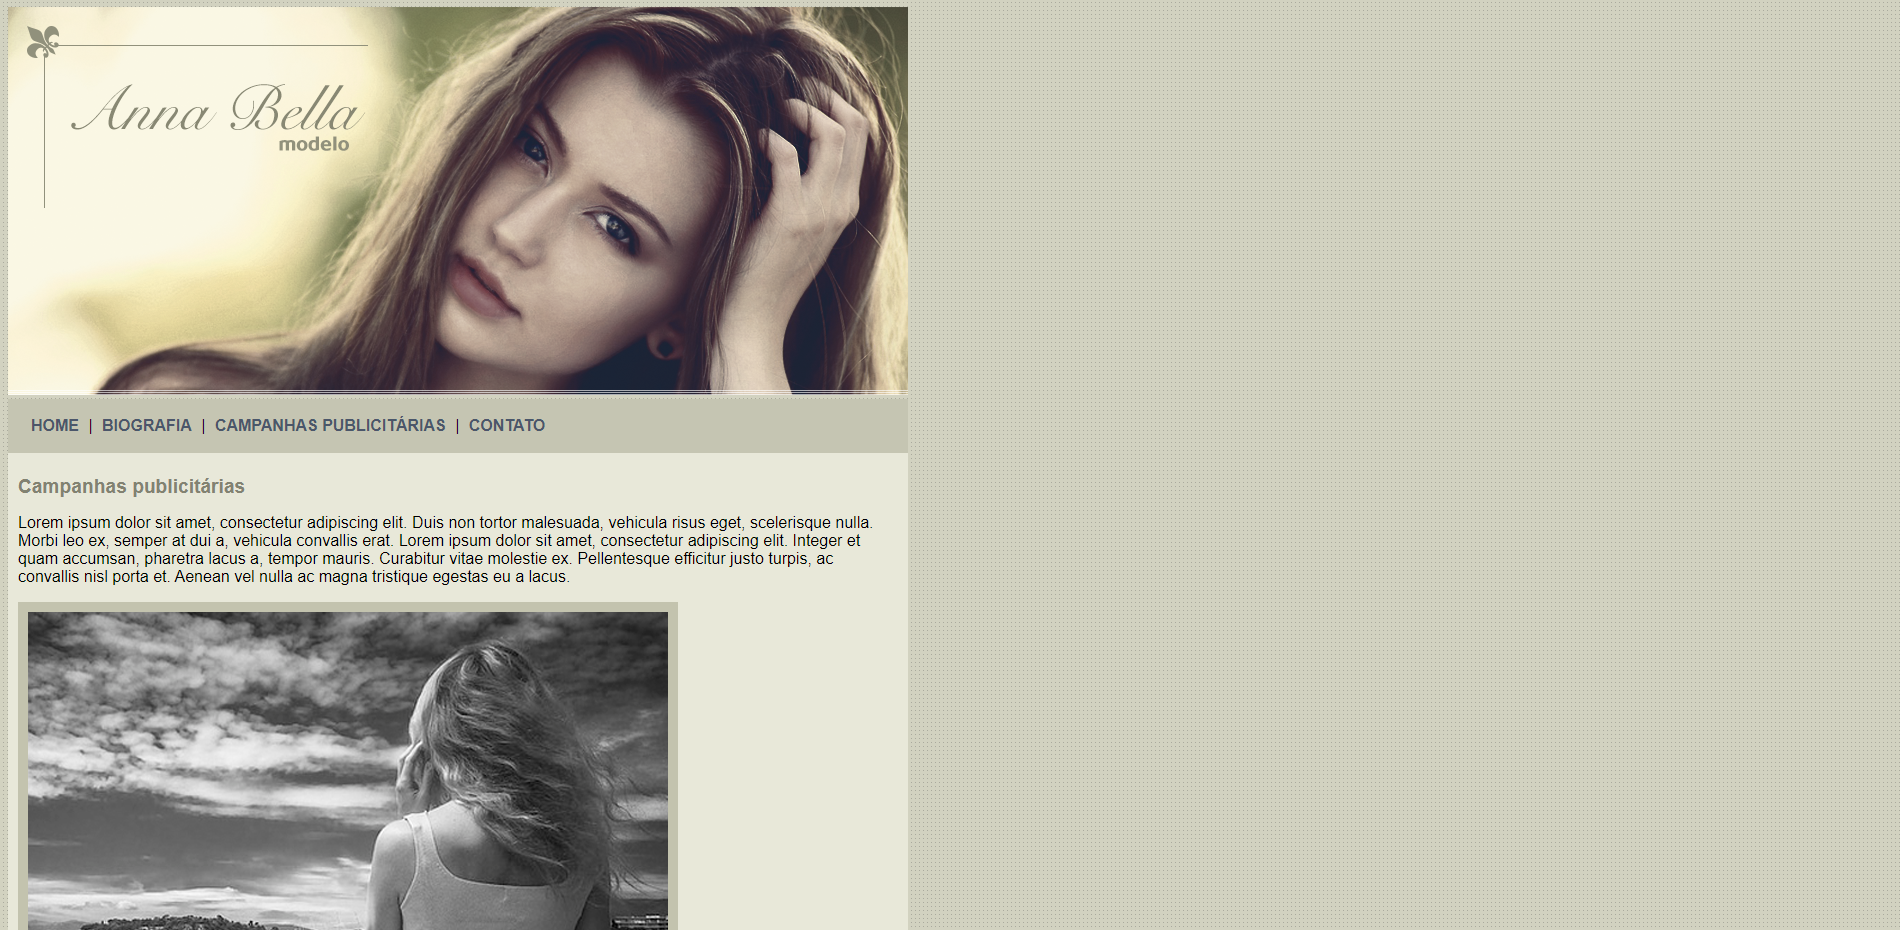 Anna Bella
modelo
HOME | BIOGRAFIA | CAMPANHAS PUBLICITÁRIAS | CONTATO
Campanhas publicitárias
Lorem ipsum dolor sit amet, consectetur adipiscing elit. Duis non tortor malesuada, vehicula risus eget, scelerisque nulla.
Morbi leo ex, semper at dui a, vehicula convallis erat. Lorem ipsum dolor sit amet, consectetur adipiscing elit. Integer et
quam accumsan, pharetra lacus a, tempor mauris. Curabitur vitae molestie ex. Pellentesque efficitur justo turpis, ac
convallis nisl porta et. Aenean vel nulla ac magna tristique egestas eu a lacus.